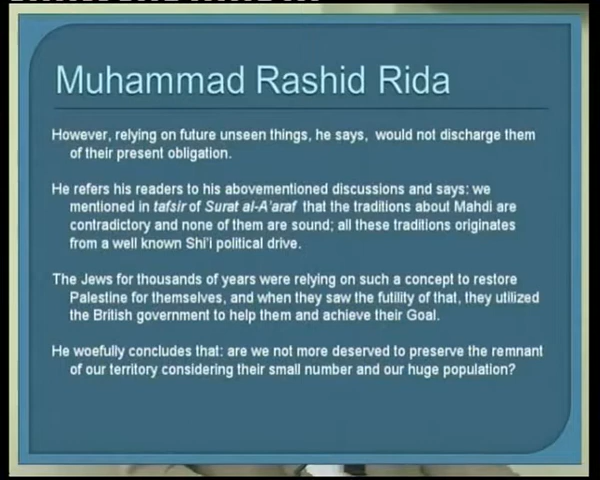 Muhammad Rashid Rida
However, relying on future unseen things, he says, would not discharge them
of their present obligation.
He refers his readers to his abovementioned discussions and says: we
mentioned in tafsir of Surat al-A'araf that the traditions about Mahdi are
contradictory and none of them are sound; all these traditions originates
from a well known Shi'i political drive.
The Jews for thousands of years were relying on such a concept to restore
Palestine for themselves, and when they saw the futility of that, they utilized
the British government to help them and achieve their Goal.
He woefully concludes that: are we not more deserved to preserve the remnant
of our territory considering their small number and our huge population?